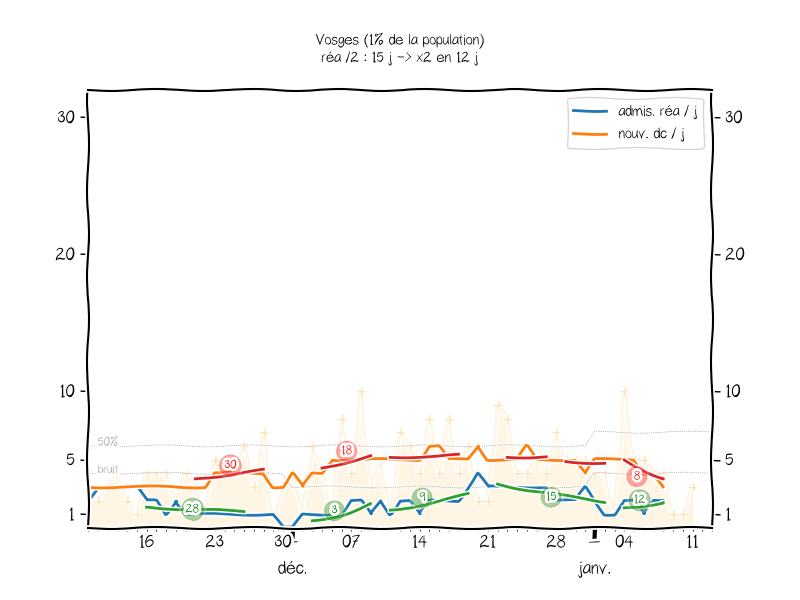 Vosges (1% de la population)
réa /2 : 15 j -> x2 en 12 j
admis. réa / j
nouv. dc / j
30
30
20
20
10
10
50%
bruit
5
5
1
1
30
18
8
28
3
9
15
12
16 23 30 07 14 21 28 04 11
déc. janv.